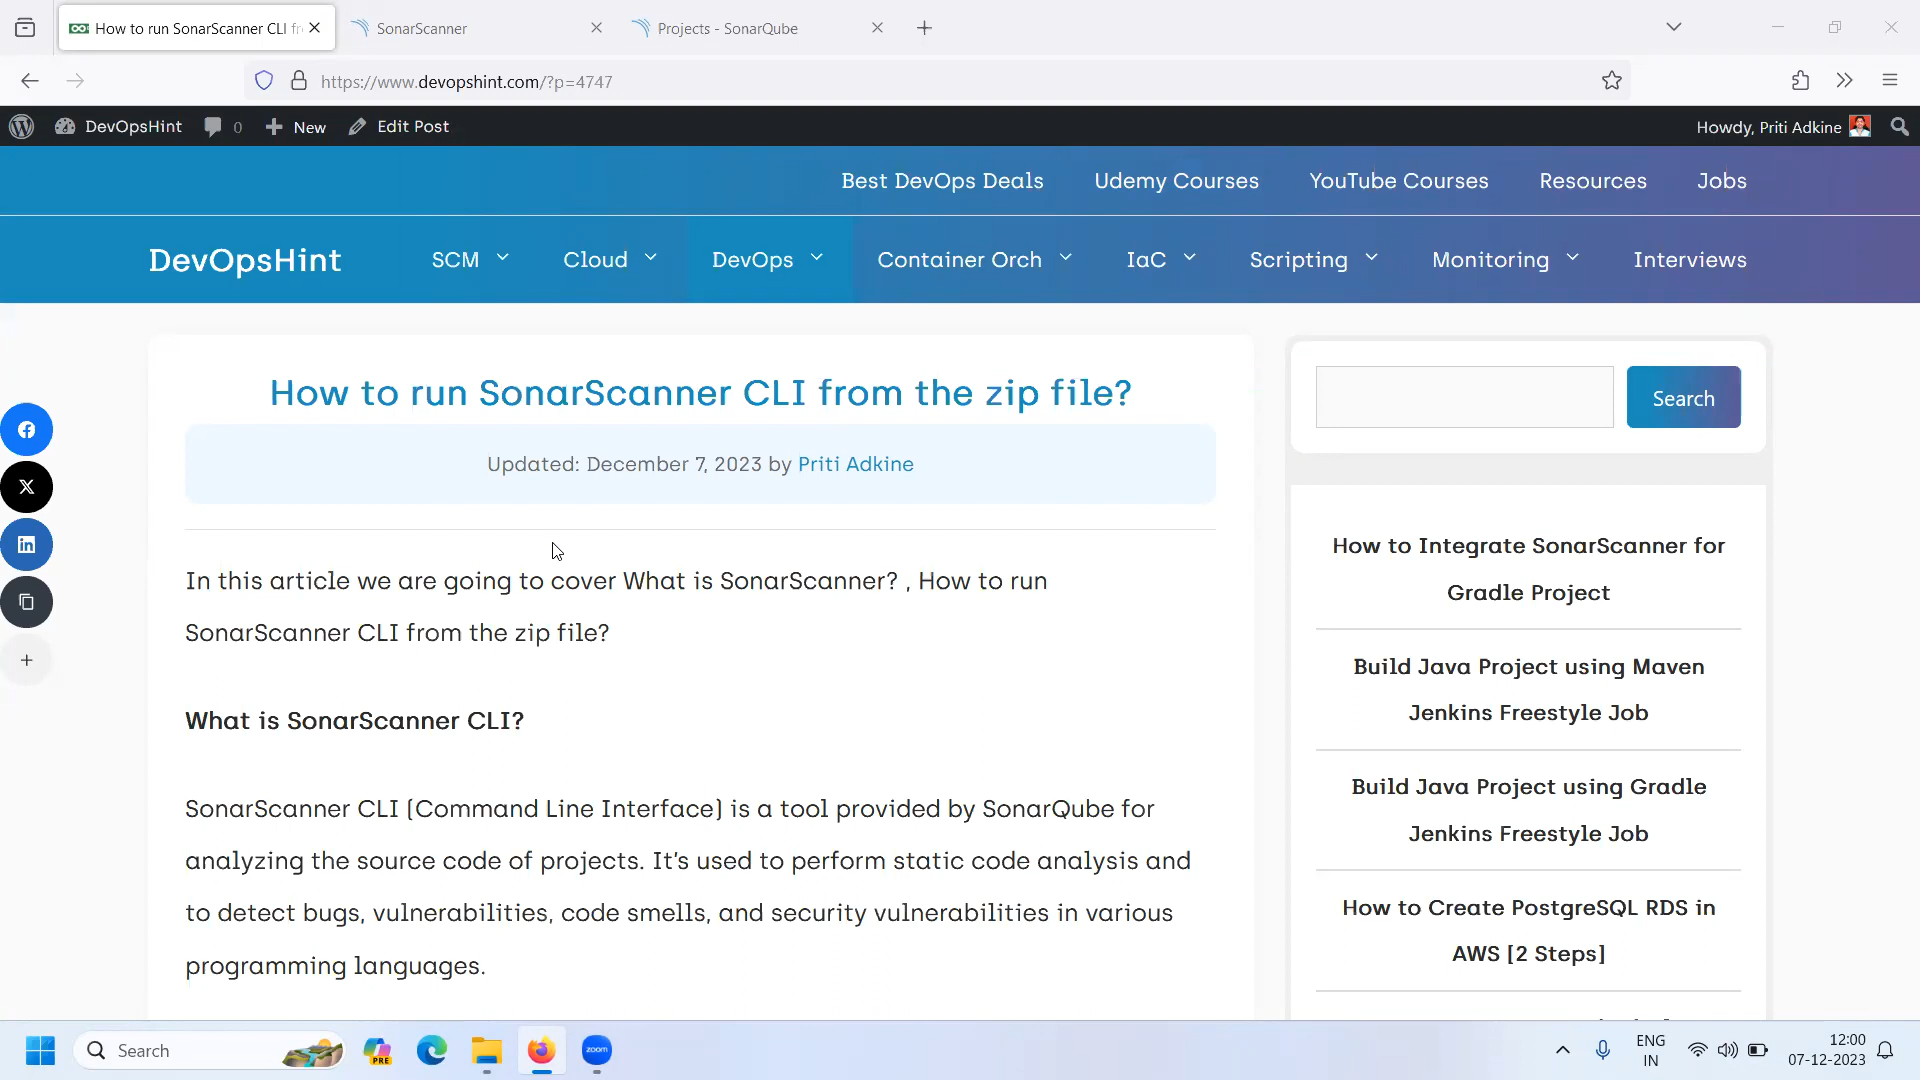 How to run SonarScanner CLI fr
SonarScanner
Projects - SonarQube
https://www.devopshint.com/?p=4747
DevOpsHint
0
New
Edit Post
Howdy, Priti Adkine
Best DevOps Deals
Udemy Courses
YouTube Courses
Resources
Jobs
DevOpsHint
SCM
Cloud
DevOps
Container Orch
IaC
Scripting
Monitoring
Interviews
How to run SonarScanner CLI from the zip file?
Updated: December 7, 2023 by Priti Adkine
In this article we are going to cover What is SonarScanner? , How to run
SonarScanner CLI from the zip file?
What is SonarScanner CLI?
SonarScanner CLI (Command Line Interface) is a tool provided by SonarQube for
analyzing the source code of projects. It's used to perform static code analysis and
to detect bugs, vulnerabilities, code smells, and security vulnerabilities in various
programming languages.
Search
How to Integrate SonarScanner for
Gradle Project
Build Java Project using Maven
Jenkins Freestyle Job
Build Java Project using Gradle
Jenkins Freestyle Job
How to Create PostgreSQL RDS in
AWS [2 Steps]
Search
PRE
zoom
ENG
IN
12:00
07-12-2023